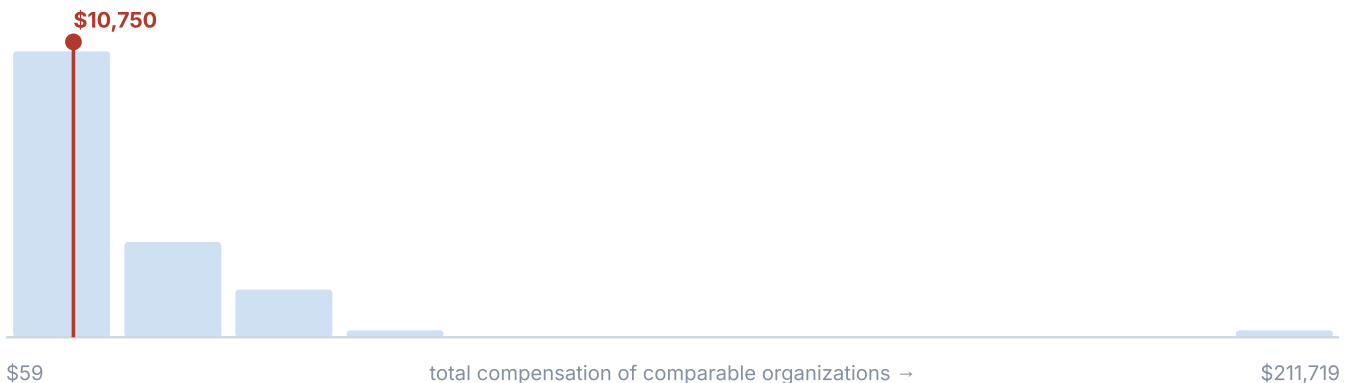 $10,750
$59 total compensation of comparable organizations → $211,719